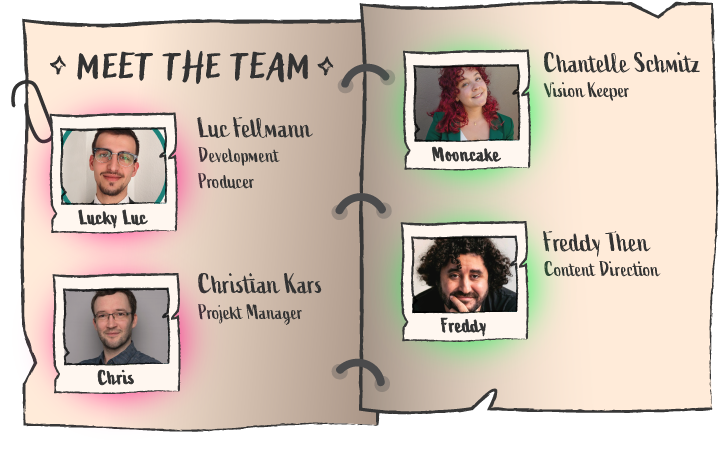 MEET THE TEAM
Luc Fellmann
Development
Producer
Lucky Luc
Christian Kars
Projekt Manager
Chris
Chantelle Schmitz
Vision Keeper
Mooncake
Freddy Then
Content Direction
Freddy